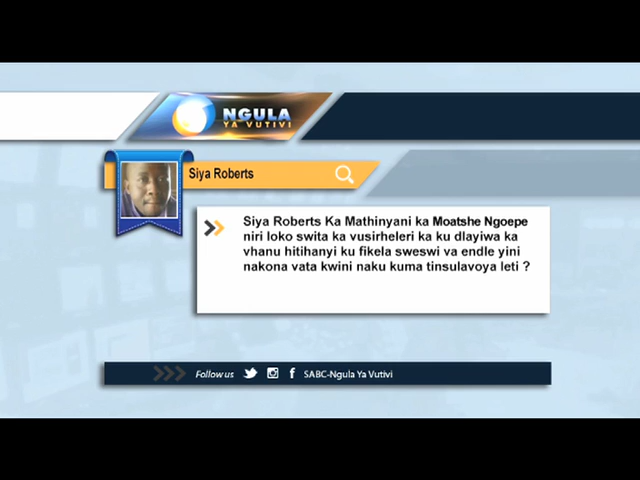 NGULA
YA VUTIVI
Siya Roberts
Siya Roberts Ka Mathinyani ka Moatshe Ngoepe
niri loko swita ka vusirheleri ka ku dlayiwa ka
vhanu hitihanyi ku fikela sweswi va endle yini
nakona vata kwini naku kuma tinsulavoya leti ?
Follow us SABC-Ngula Ya Vutivi